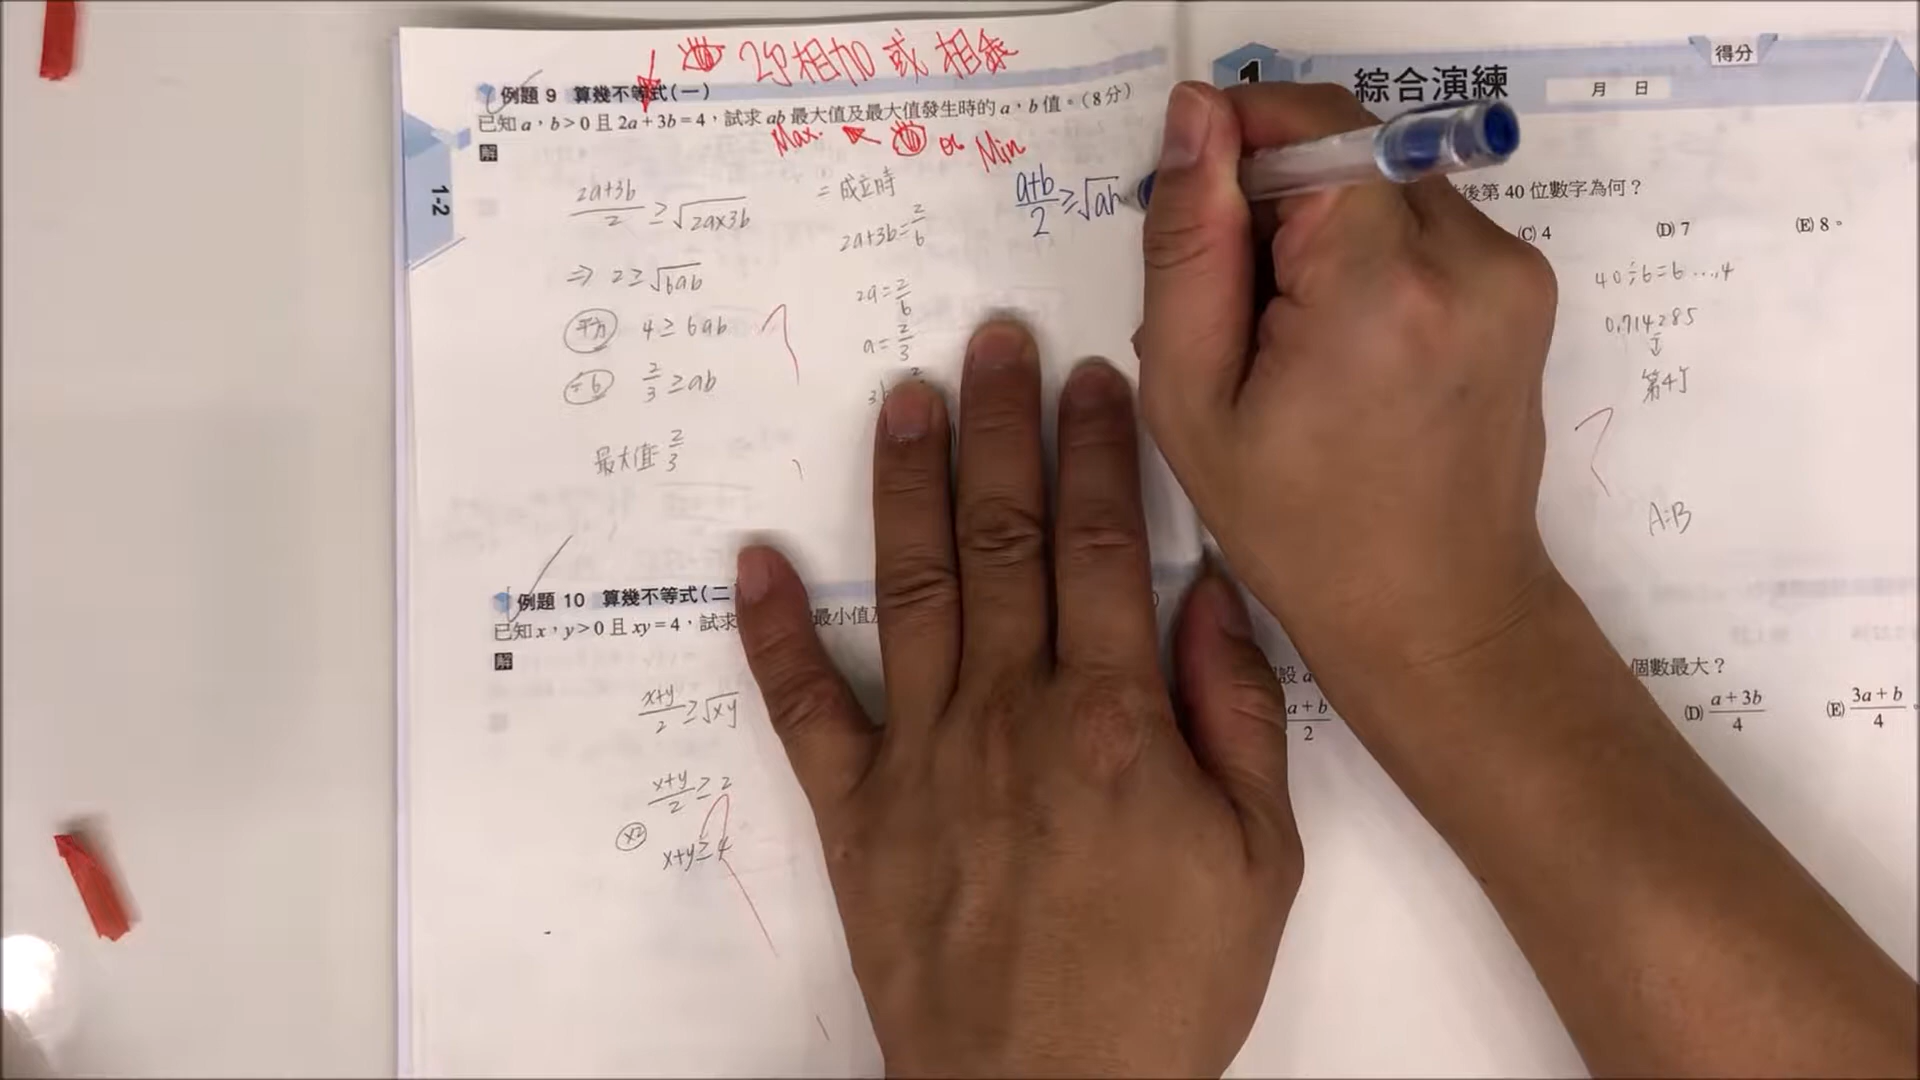 2項相加或相乘
例題 9 算幾不等式(一)
已知 a,b>0 且 2a+3b=4,試求 ab 最大值及最大值發生時的 a,b 值。(8分)
Max. or Min
解
1-2
2a+3b/2 ≥ √2a×3b
⇒ 2≥√6ab
平方 4≥6ab
÷6 2/3 ≥ab
最大值=2/3
=成立時
2a+3b=2/6
2a=2/6
a=2/3
3b
a+b/2 ≥√ab
例題 10 算幾不等式(二
已知 x,y>0 且 xy=4,試求
最小值
解
x+y/2 ≥√xy
x+y/2 ≥2
×2 x+y≥4
1
綜合演練
月 日
得分
後第 40 位數字為何?
(C) 4 (D) 7 (E) 8。
40÷6=6...,4
0.714285
第4個
A:B
設 a
個數最大?
a+b/2 (D) a+3b/4 (E) 3a+b/4。